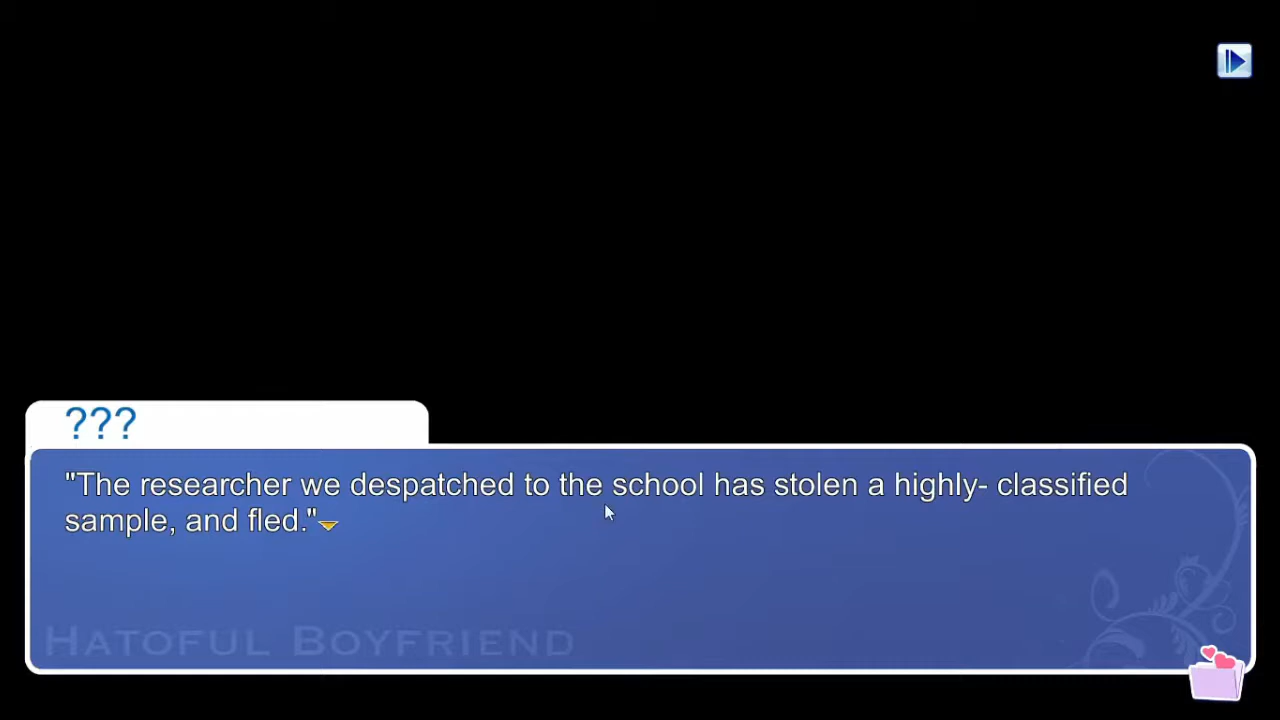 ???
"The researcher we despatched to the school has stolen a highly- classified
sample, and fled."
HATOFUL BOYFRIEND